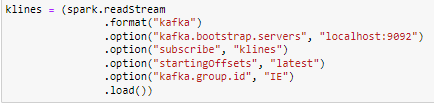 klines = (spark.readStream
.format("kafka")
.option("kafka.bootstrap.servers", "localhost:9092")
.option("subscribe", "klines")
.option("startingOffsets", "latest")
.option("kafka.group.id", "IE")
.load())